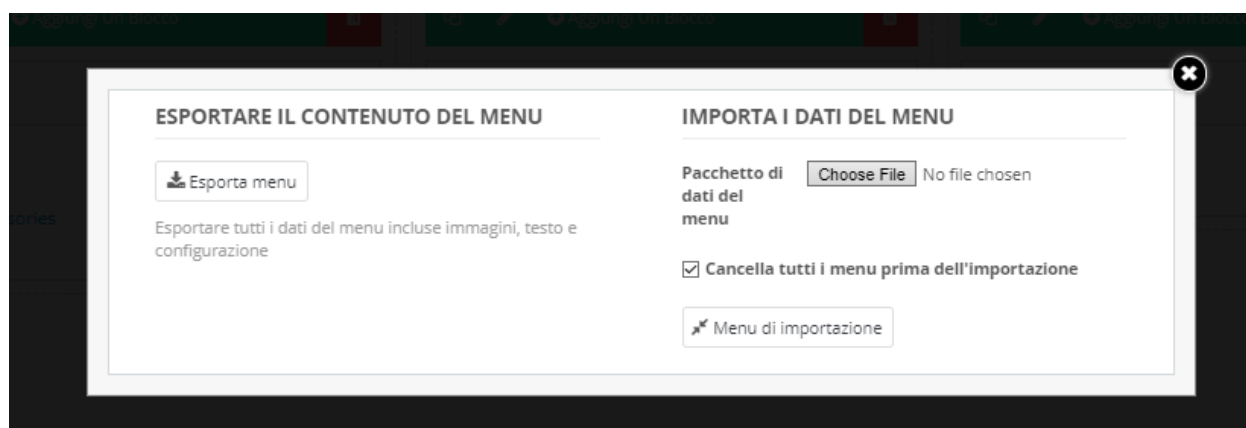 Aggiungi Un Blocco
Aggiungi Un Blocco
Aggiungi Un Blocco
ESPORTARE IL CONTENUTO DEL MENU
Esporta menu
Esportare tutti i dati del menu incluse immagini, testo e
configurazione
IMPORTA I DATI DEL MENU
Pacchetto di
dati del
menu
Choose File No file chosen
Cancella tutti i menu prima dell'importazione
Menu di importazione